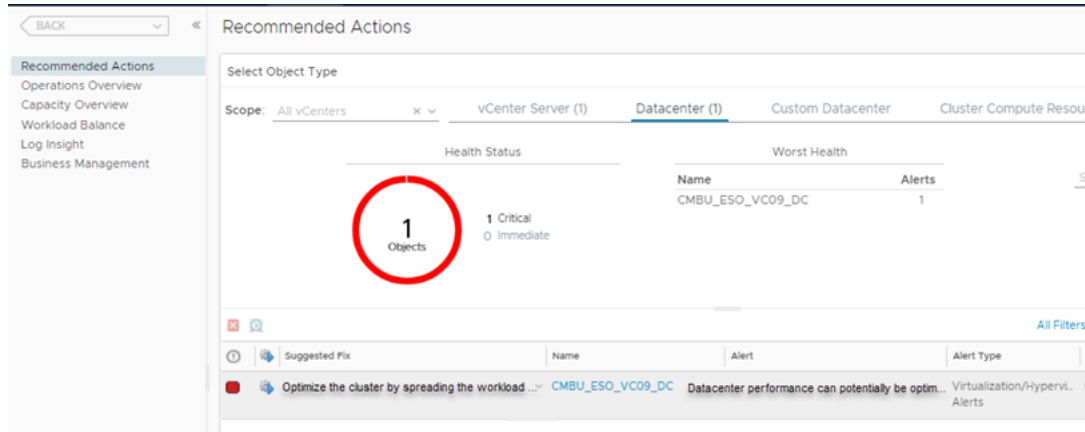 BACK
Recommended Actions
Recommended Actions
Operations Overview
Capacity Overview
Workload Balance
Log Insight
Business Management
Select Object Type
Scope: All vCenters vCenter Server (1) Datacenter (1) Custom Datacenter Cluster Compute Resou
Health Status
1
Objects
1 Critical
0 Immediate
Worst Health
Name Alerts
CMBU_ESO_VC09_DC 1
S
All Filters
Suggested Fix Name Alert Alert Type
Optimize the cluster by spreading the workload ... CMBU_ESO_VC09_DC Datacenter performance can potentially be optim... Virtualization/Hypervi...
Alerts